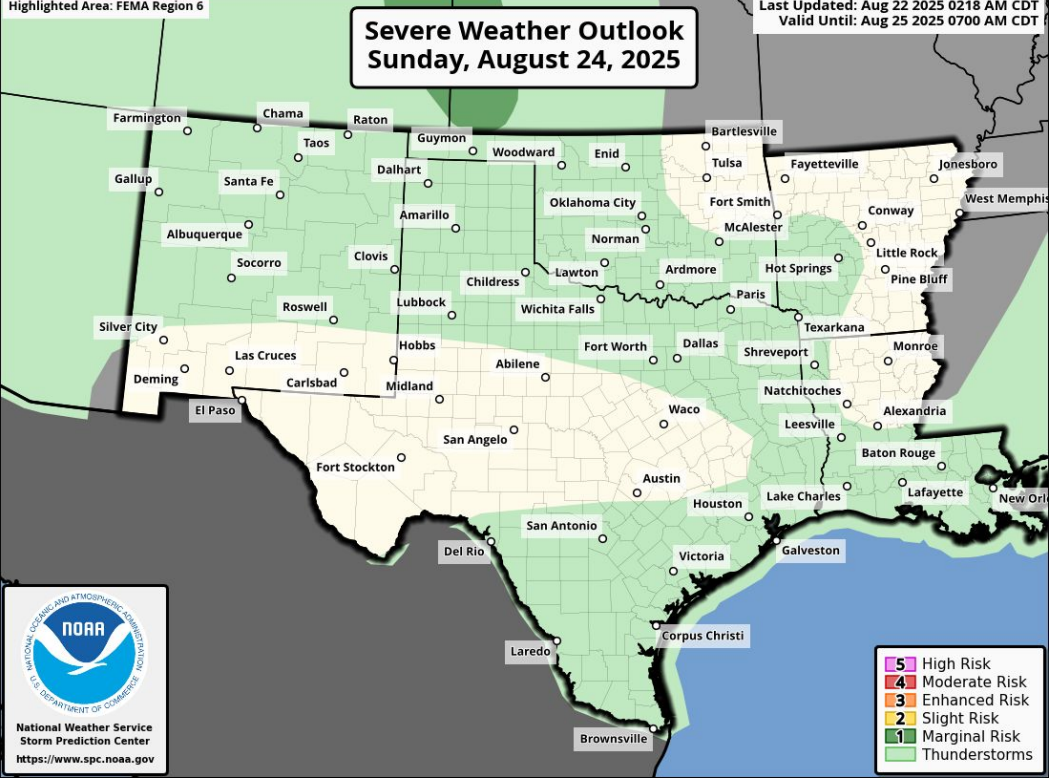 Highlighted Area: FEMA Region 6
Severe Weather Outlook
Sunday, August 24, 2025
Last Updated: Aug 22 2025 0218 AM CDT
Valid Until: Aug 25 2025 0700 AM CDT
Farmington
Chama
Raton
Taos
Guymon
Woodward
Enid
Bartlesville
Tulsa
Fayetteville
Jonesboro
Gallup
Santa Fe
Dalhart
Fort Smith
West Memphis
Albuquerque
Amarillo
Oklahoma City
Norman
McAlester
Conway
Socorro
Clovis
Childress
Lawton
Ardmore
Hot Springs
Little Rock
Pine Bluff
Roswell
Lubbock
Wichita Falls
Paris
Texarkana
Silver City
Las Cruces
Hobbs
Abilene
Fort Worth
Dallas
Shreveport
Monroe
Deming
Carlsbad
Midland
Natchitoches
El Paso
Waco
Leesville
Alexandria
San Angelo
Fort Stockton
Baton Rouge
Austin
Houston
Lake Charles
Lafayette
New Orl
San Antonio
Del Rio
Victoria
Galveston
Corpus Christi
Laredo
Brownsville
NATIONAL OCEANIC AND ATMOSPHERIC ADMINISTRATION
NOAA
U.S. DEPARTMENT OF COMMERCE
National Weather Service
Storm Prediction Center
https://www.spc.noaa.gov
5 High Risk
4 Moderate Risk
3 Enhanced Risk
2 Slight Risk
1 Marginal Risk
Thunderstorms